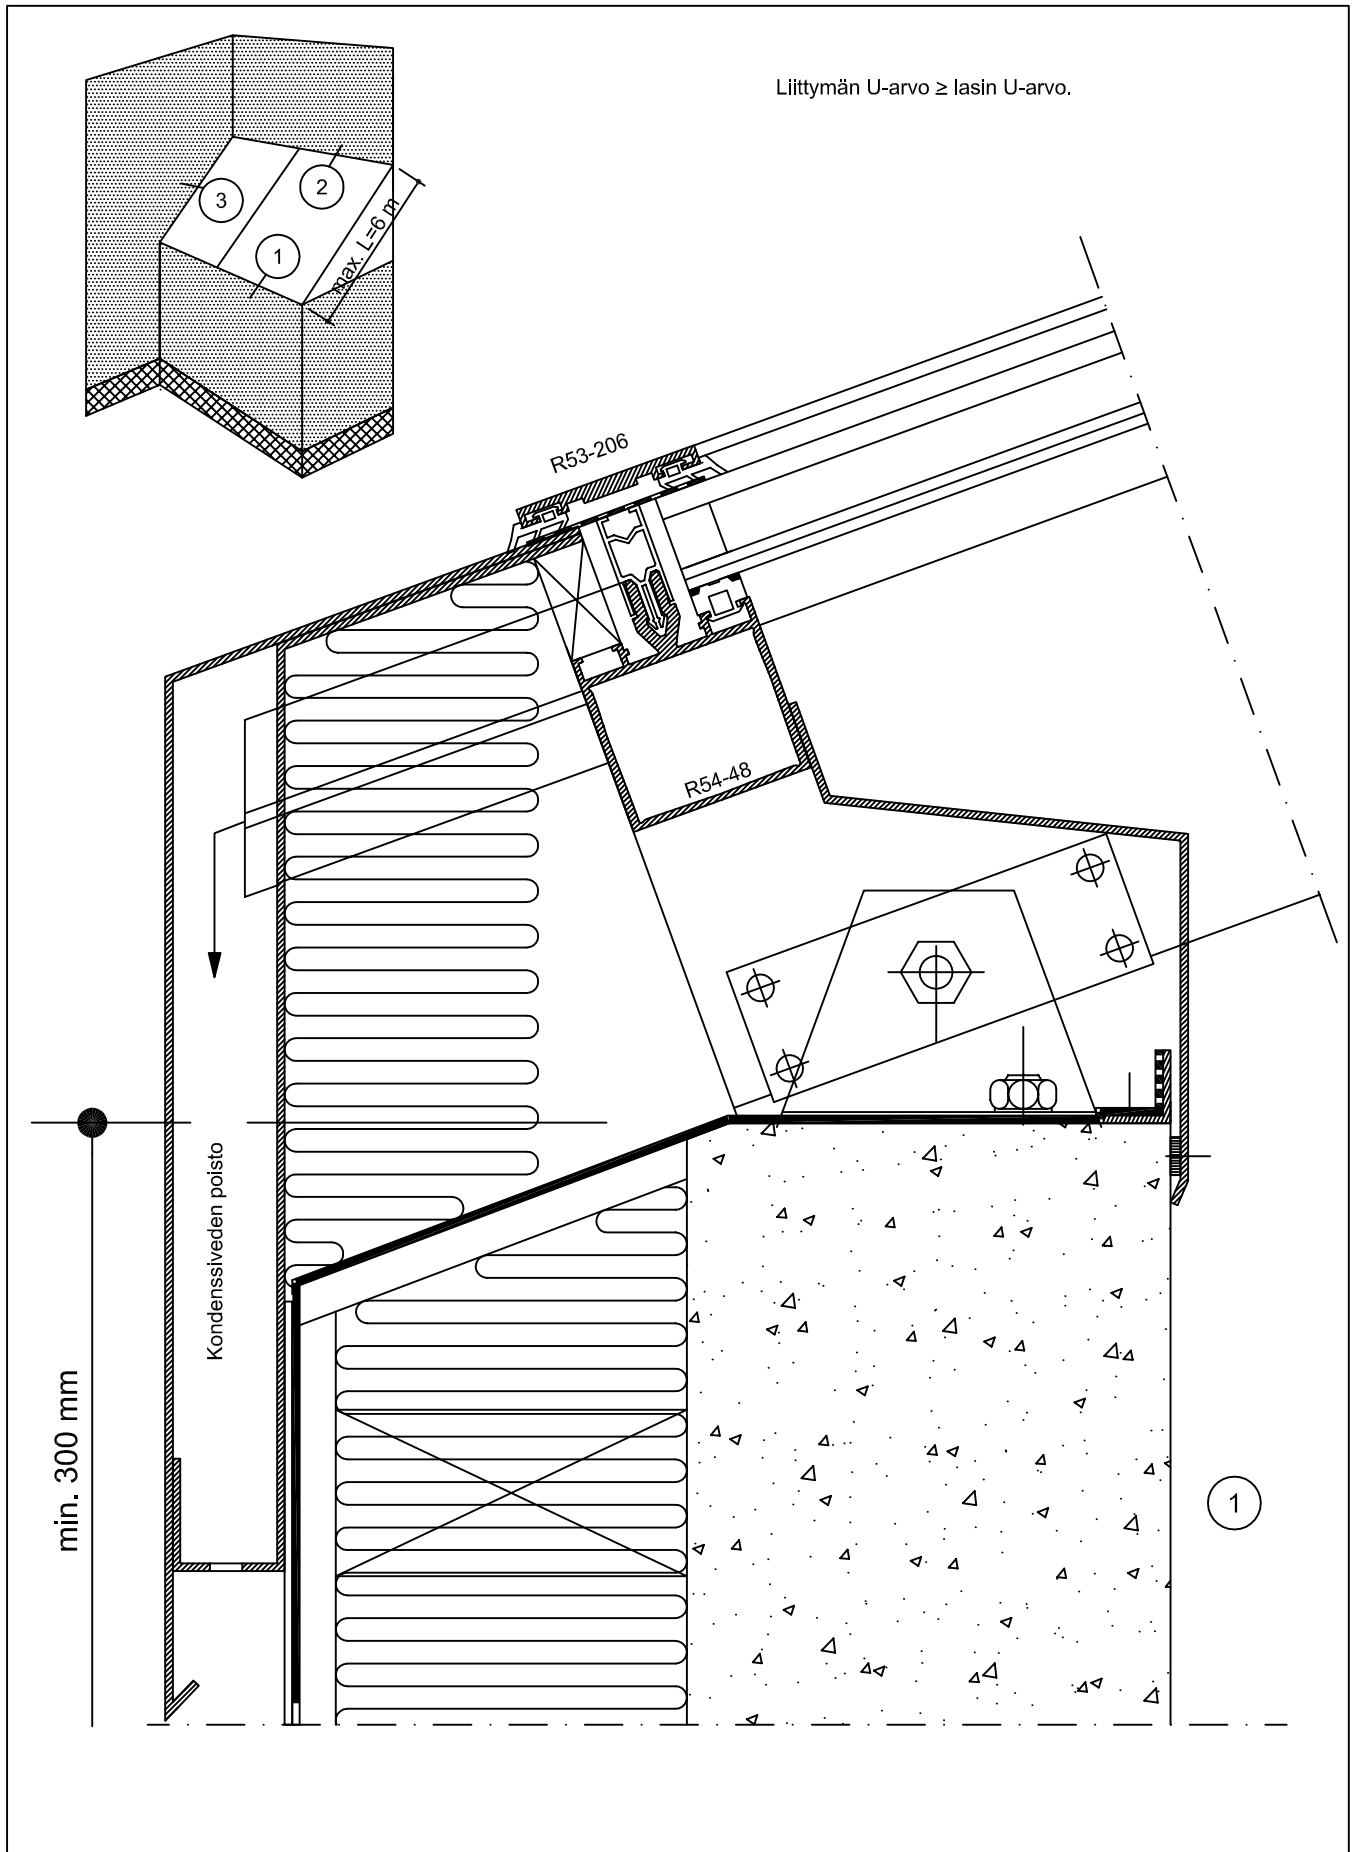 Liittymän U-arvo ≥ lasin U-arvo.
3
2
1
max. L=6 m
R53-206
R54-48
Kondenssiveden poisto
min. 300 mm
1